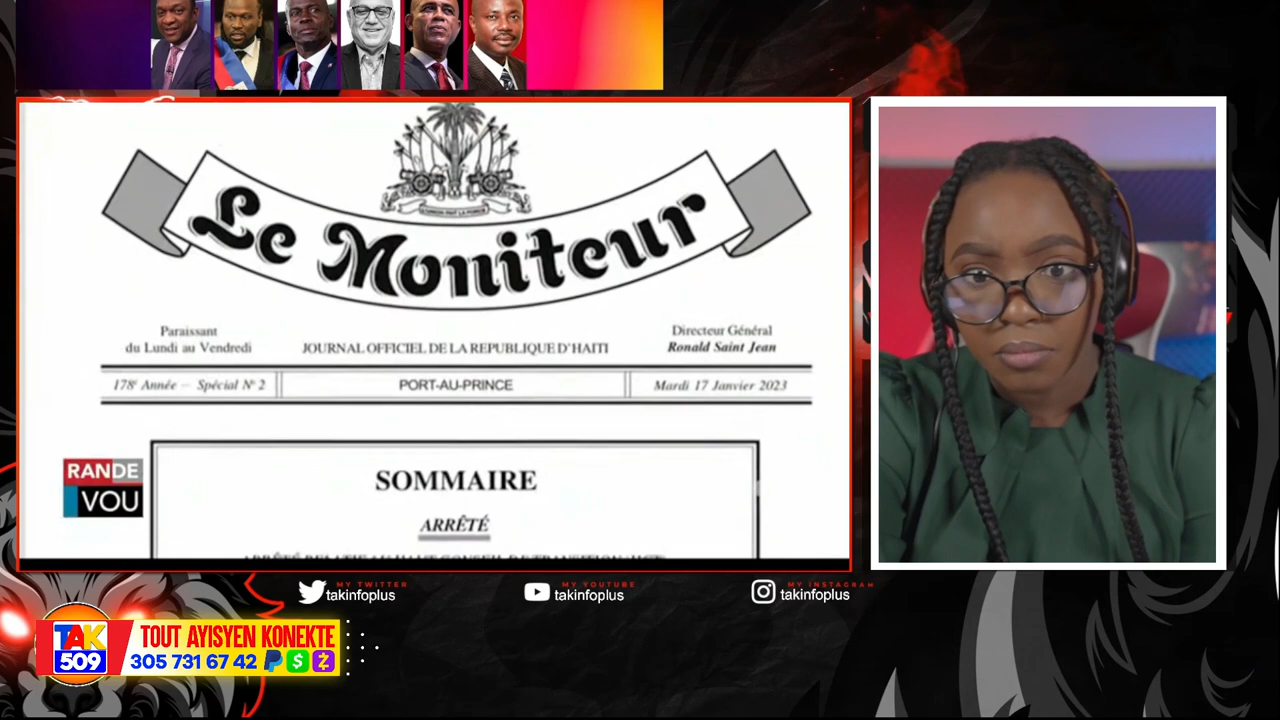 Le Moniteur
Paraissant
du Lundi au Vendredi
JOURNAL OFFICIEL DE LA REPUBLIQUE D'HAITI
Directeur Général
Ronald Saint Jean
178e Année — Spécial No 2
PORT-AU-PRINCE
Mardi 17 Janvier 2023
SOMMAIRE
ARRÊTÉ
RANDE
VOU
MY TWITTER
takinfoplus
MY YOUTUBE
takinfoplus
MY INSTAGRAM
takinfoplus
TAK
509
TOUT AYISYEN KONEKTE
305 731 67 42